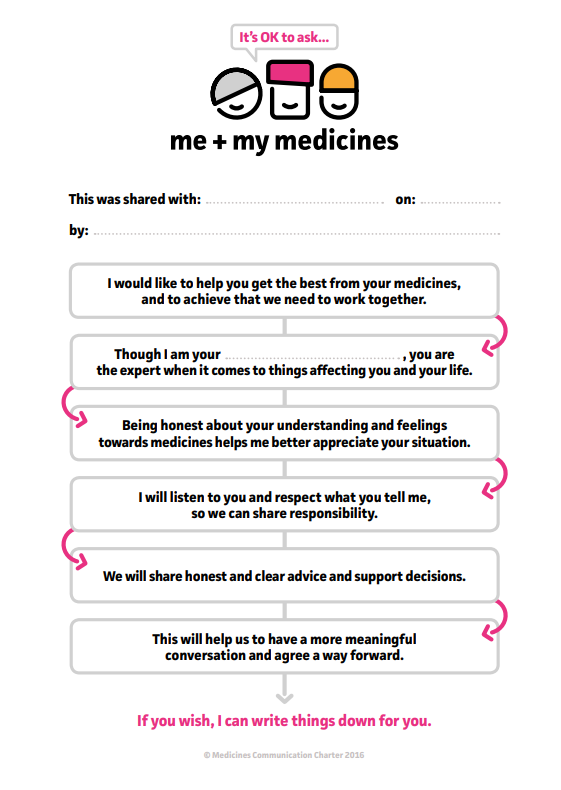 It's OK to ask...
me + my medicines
This was shared with: on:
by:
I would like to help you get the best from your medicines,
and to achieve that we need to work together.
Though I am your , you are
the expert when it comes to things affecting you and your life.
Being honest about your understanding and feelings
towards medicines helps me better appreciate your situation.
I will listen to you and respect what you tell me,
so we can share responsibility.
We will share honest and clear advice and support decisions.
This will help us to have a more meaningful
conversation and agree a way forward.
If you wish, I can write things down for you.
© Medicines Communication Charter 2016